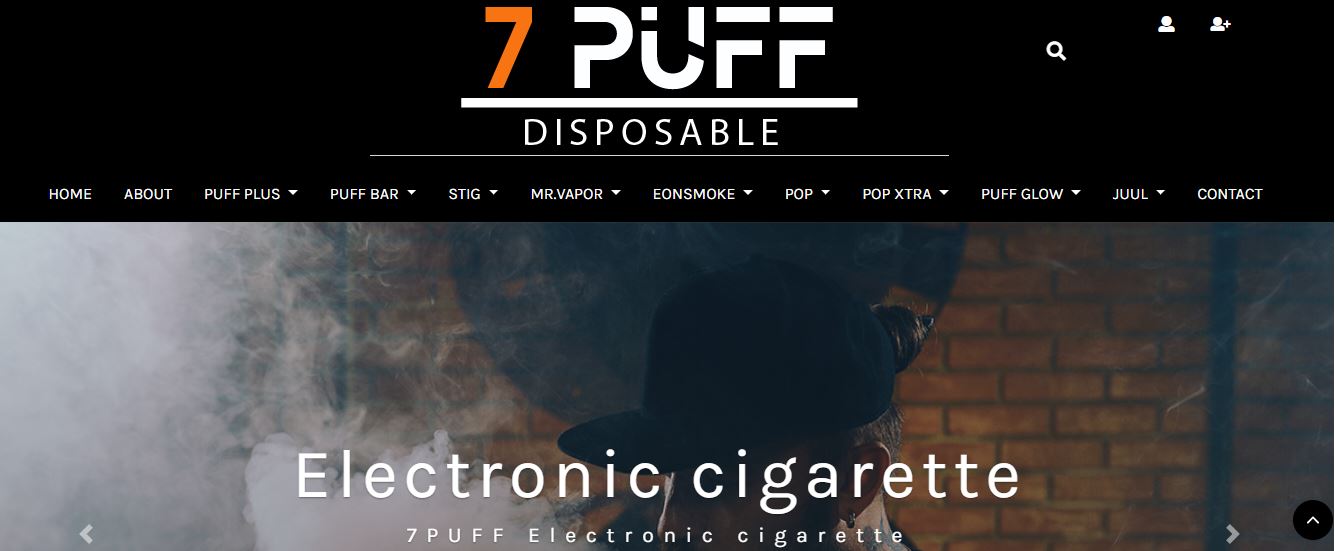 7 PUFF
DISPOSABLE
HOME ABOUT PUFF PLUS PUFF BAR STIG MR.VAPOR EONSMOKE POP POP XTRA PUFF GLOW JUUL CONTACT
Electronic cigarette
7PUFF Electronic cigarette